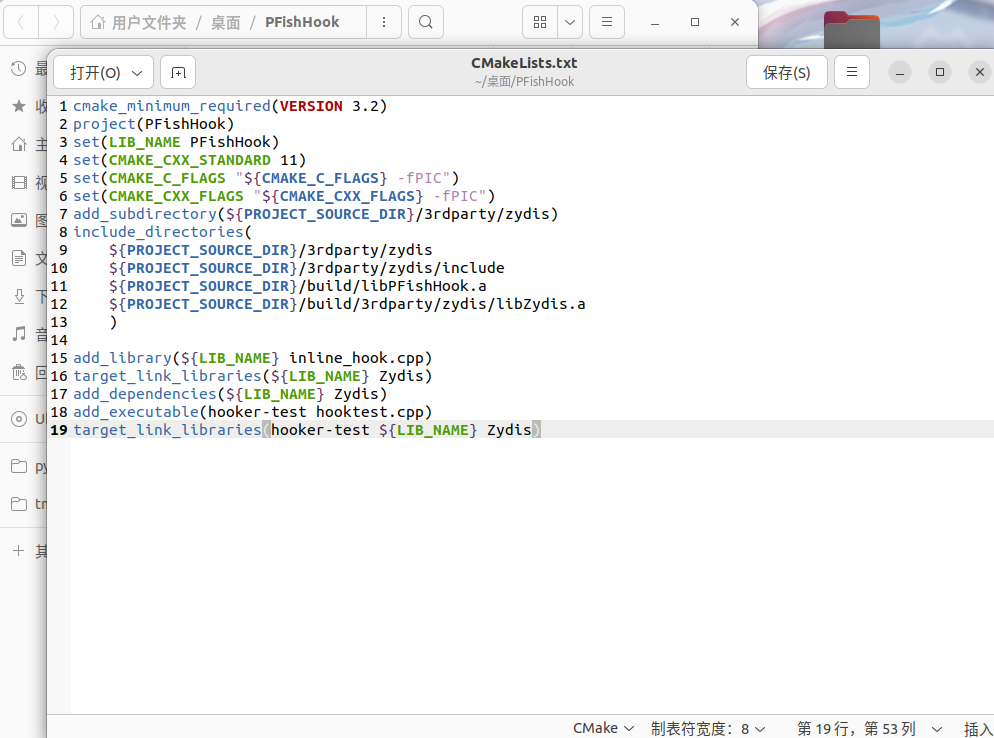 用户文件夹 / 桌面 / PFishHook
打开(O)
CMakeLists.txt
~/桌面/PFishHook
保存(S)
最
收
主
视
图
文
下
音
回
py
其
1 cmake_minimum_required(VERSION 3.2)
2 project(PFishHook)
3 set(LIB_NAME PFishHook)
4 set(CMAKE_CXX_STANDARD 11)
5 set(CMAKE_C_FLAGS "${CMAKE_C_FLAGS} -fPIC")
6 set(CMAKE_CXX_FLAGS "${CMAKE_CXX_FLAGS} -fPIC")
7 add_subdirectory(${PROJECT_SOURCE_DIR}/3rdparty/zydis)
8 include_directories(
9 ${PROJECT_SOURCE_DIR}/3rdparty/zydis
10 ${PROJECT_SOURCE_DIR}/3rdparty/zydis/include
11 ${PROJECT_SOURCE_DIR}/build/libPFishHook.a
12 ${PROJECT_SOURCE_DIR}/build/3rdparty/zydis/libZydis.a
13 )
14
15 add_library(${LIB_NAME} inline_hook.cpp)
16 target_link_libraries(${LIB_NAME} Zydis)
17 add_dependencies(${LIB_NAME} Zydis)
18 add_executable(hooker-test hooktest.cpp)
19 target_link_libraries(hooker-test ${LIB_NAME} Zydis)
CMake
制表符宽度：8
第 19 行，第 53 列
插入